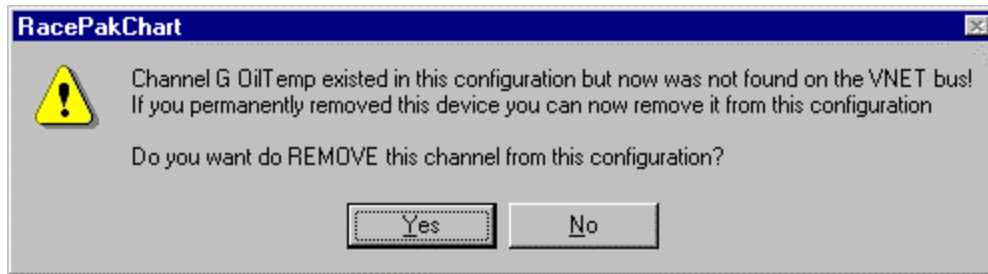 RacePakChart
Channel G OilTemp existed in this configuration but now was not found on the VNET bus!
If you permanently removed this device you can now remove it from this configuration
Do you want do REMOVE this channel from this configuration?
Yes No